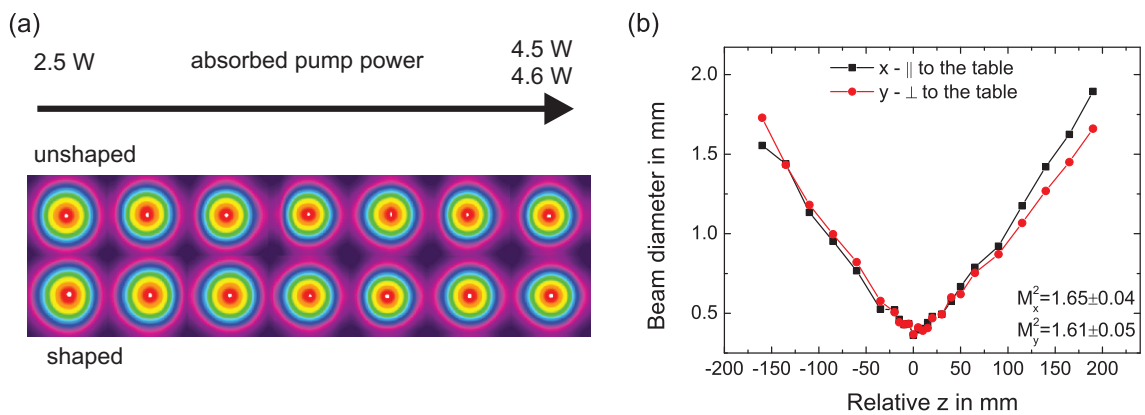 (a)
2.5 W
absorbed pump power
4.5 W
4.6 W
unshaped
shaped
(b)
x - || to the table
y - ⊥ to the table
Beam diameter in mm
2.0
1.5
1.0
0.5
M²x=1.65±0.04
M²y=1.61±0.05
-200 -150 -100 -50 0 50 100 150 200
Relative z in mm